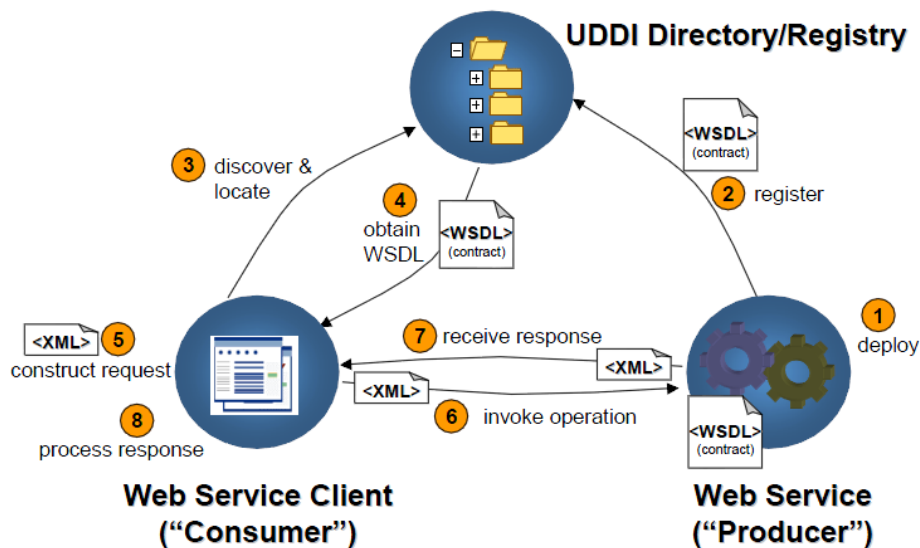 UDDI Directory/Registry
<WSDL>
(contract)
3 discover &
locate
2 register
4
obtain
WSDL
<WSDL>
(contract)
1
deploy
<XML> 5
construct request
7 receive response
<XML>
<XML>
6 invoke operation
8
process response
<WSDL>
(contract)
Web Service Client
(“Consumer”)
Web Service
(“Producer”)